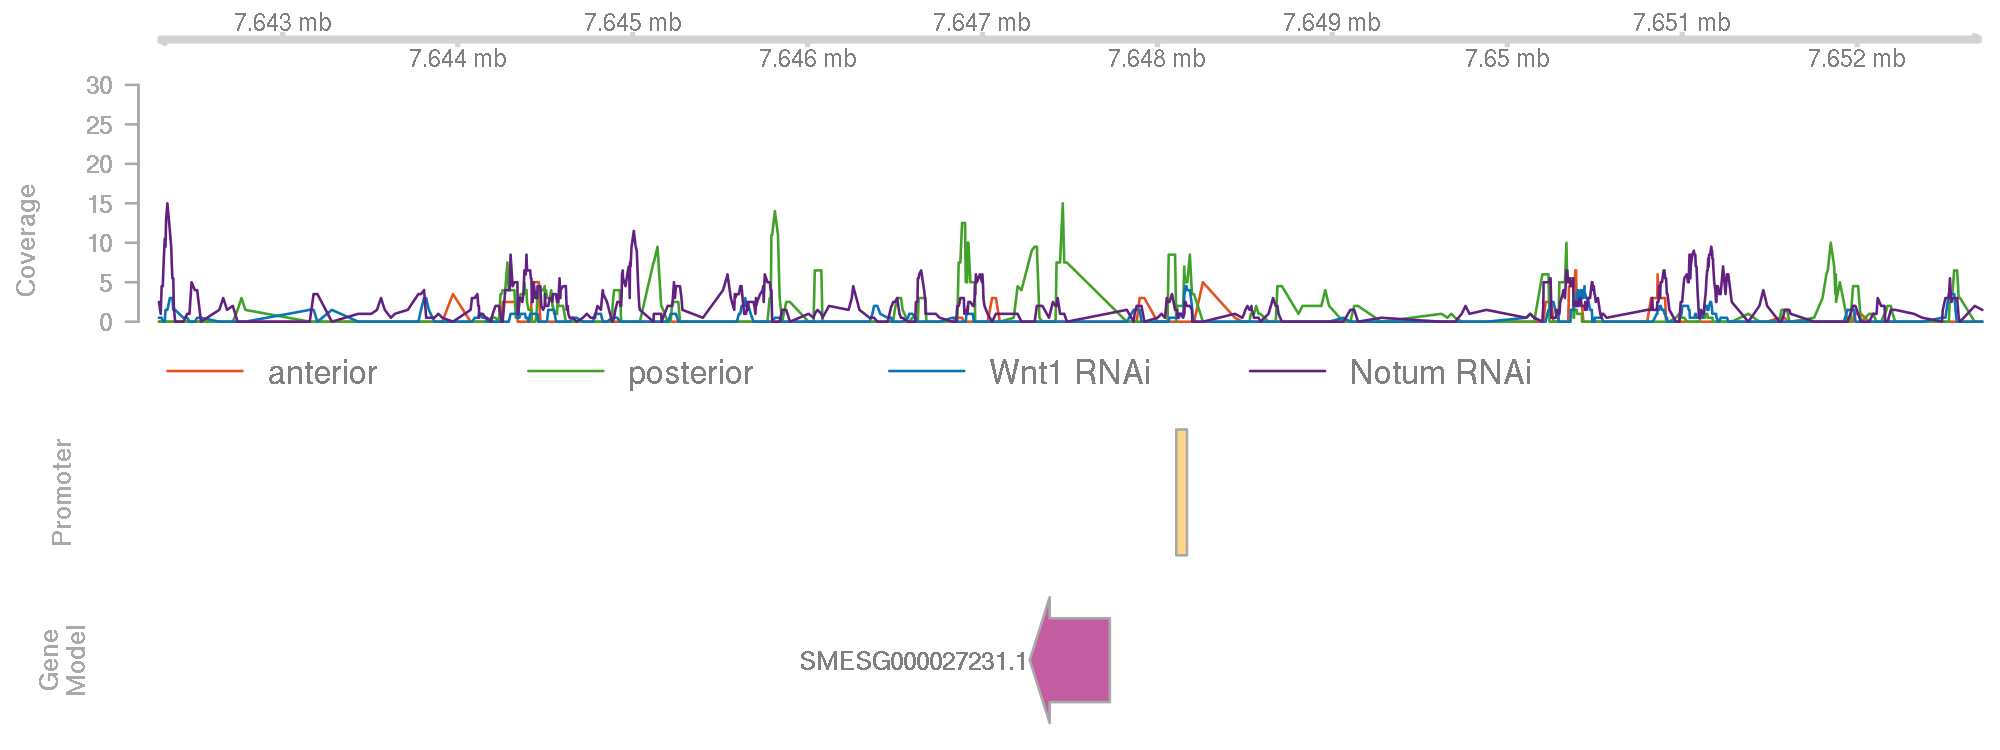 7.643 mb 7.645 mb 7.647 mb 7.649 mb 7.651 mb
7.644 mb 7.646 mb 7.648 mb 7.65 mb 7.652 mb
Coverage
30
25
20
15
10
5
0
anterior posterior Wnt1 RNAi Notum RNAi
Promoter
Gene
Model
SMESG000027231.1